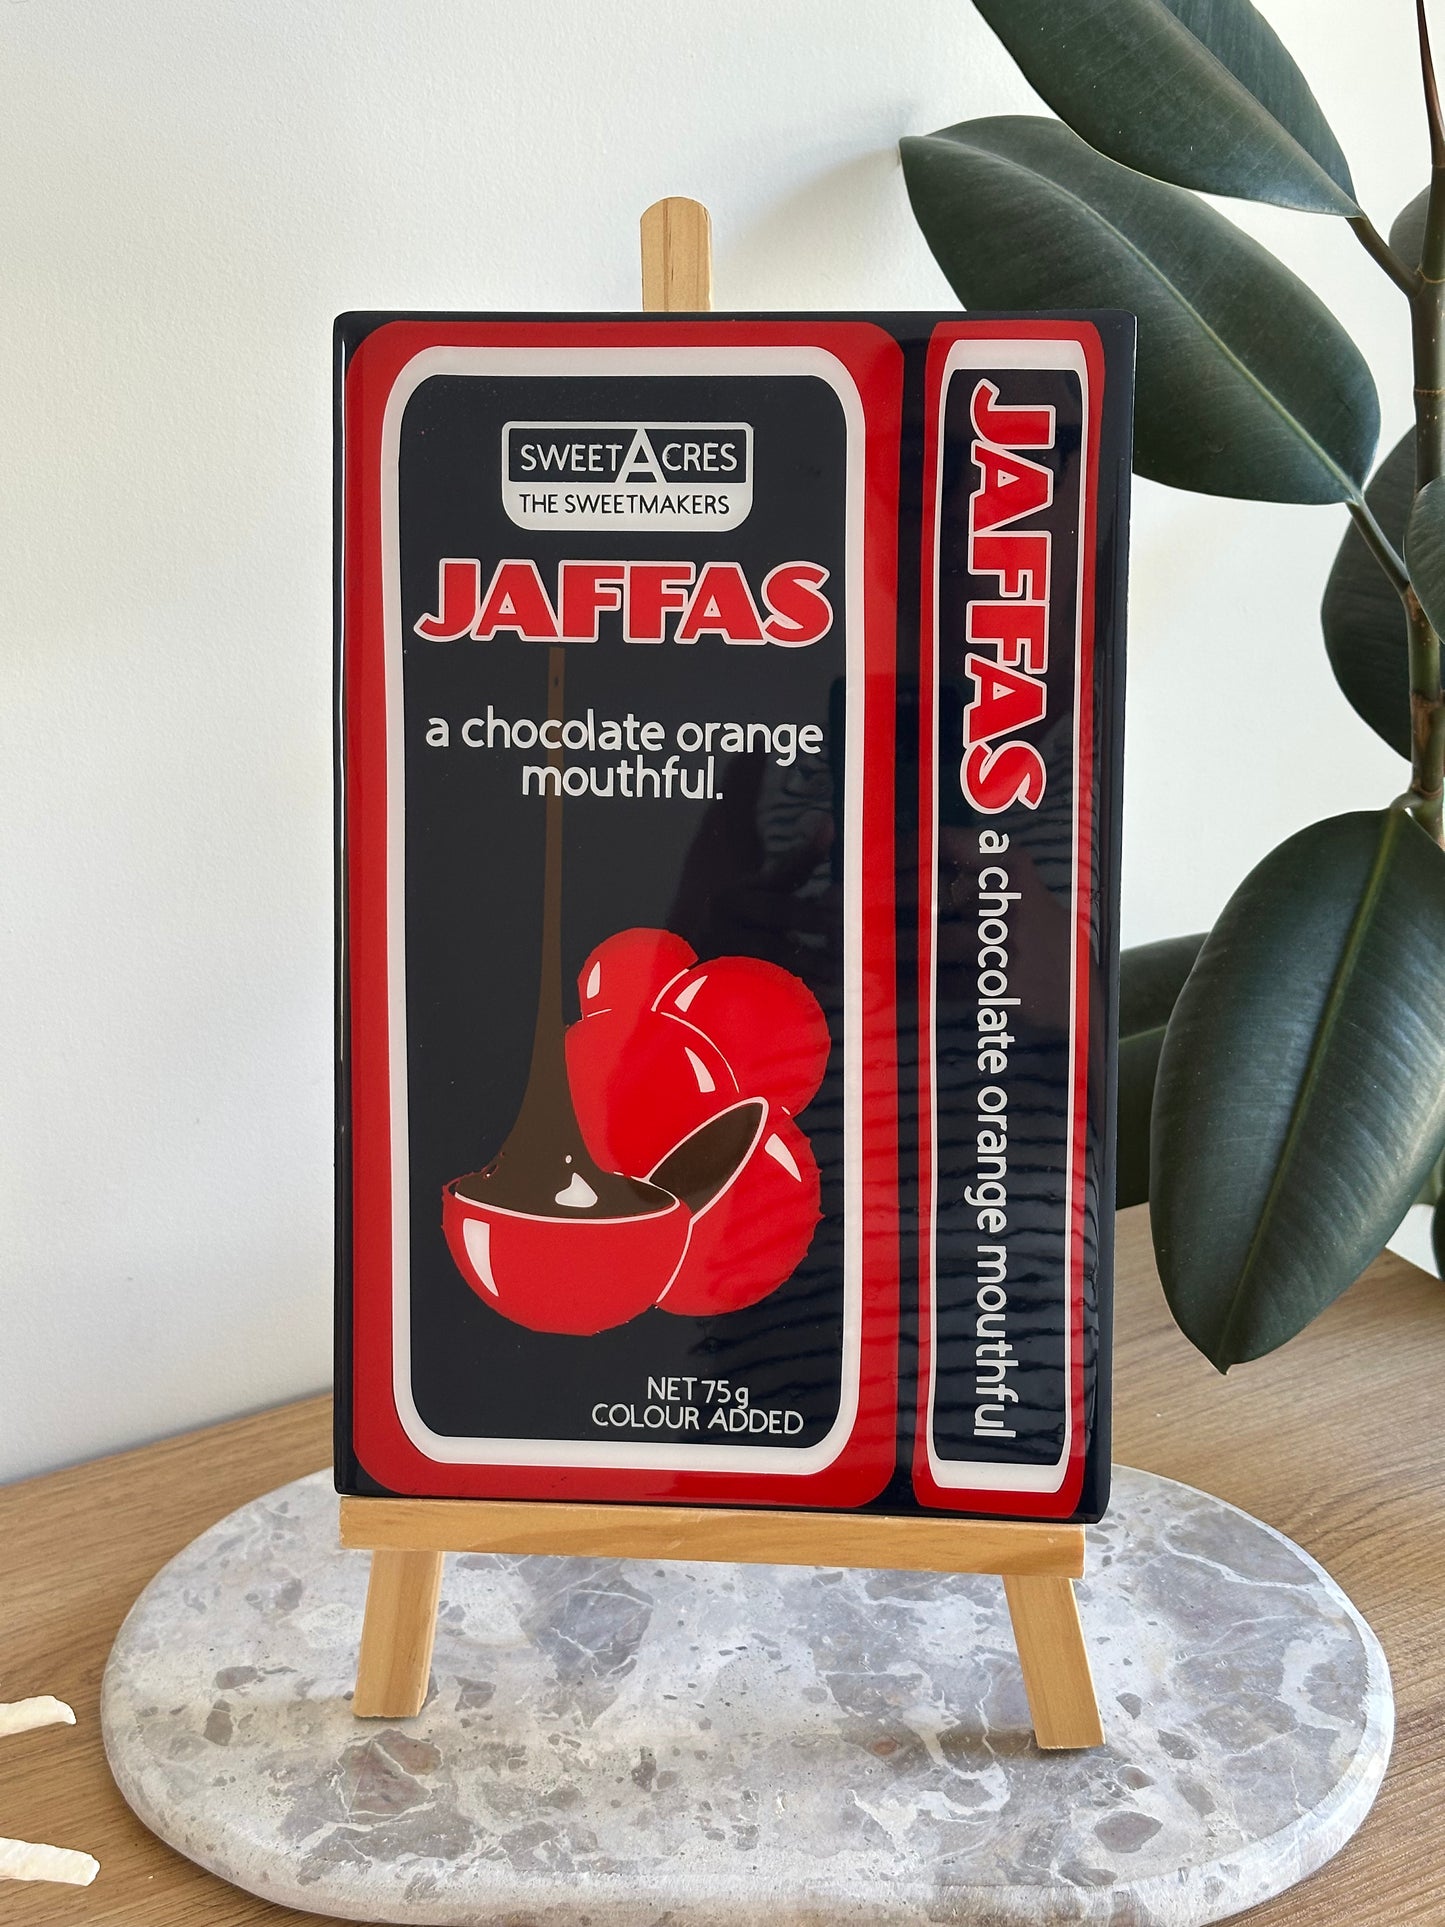 SWEETACRES
THE SWEETMAKERS
JAFFAS
a chocolate orange
mouthful.
NET 75g
COLOUR ADDED
JAFFAS a chocolate orange mouthful